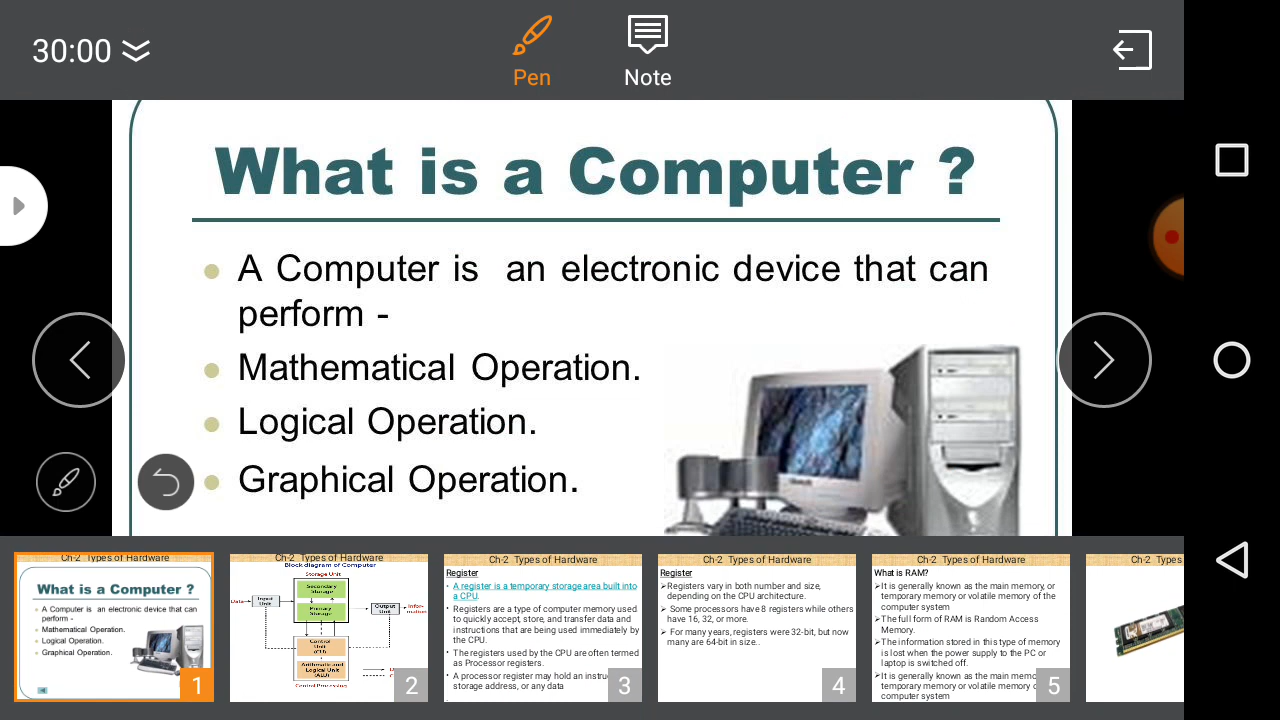 30:00
Pen
Note
What is a Computer ?
A Computer is an electronic device that can
perform -
Mathematical Operation.
Logical Operation.
Graphical Operation.
Ch-2 Types of Hardware
What is a Computer ?
A Computer is an electronic device that can
perform -
Mathematical Operation.
Logical Operation.
Graphical Operation.
1
Ch-2 Types of Hardware
Block diagram of Computer
Storage Unit
Secondary
Storage
Primary
Storage
Data
Input
Unit
Output
Unit
Infor-
mation
Control
Unit
Arithmetic and
Logical Unit
(ALU)
2
Ch-2 Types of Hardware
Register
A register is a temporary storage area built into
a CPU.
Registers are a type of computer memory used
to quickly accept, store, and transfer data and
instructions that are being used immediately by
the CPU.
The registers used by the CPU are often termed
as Processor registers.
A processor register may hold an instru
storage address, or any data
3
Ch-2 Types of Hardware
Register
Registers vary in both number and size,
depending on the CPU architecture.
Some processors have 8 registers while others
have 16, 32, or more.
For many years, registers were 32-bit, but now
many are 64-bit in size..
4
Ch-2 Types of Hardware
What is RAM?
It is generally known as the main memory, or
temporary memory or volatile memory of the
computer system
The full form of RAM is Random Access
Memory.
The information stored in this type of memory
is lost when the power supply to the PC or
laptop is switched off.
It is generally known as the main memo
temporary memory or volatile memory
computer system
5
Ch-2 Types